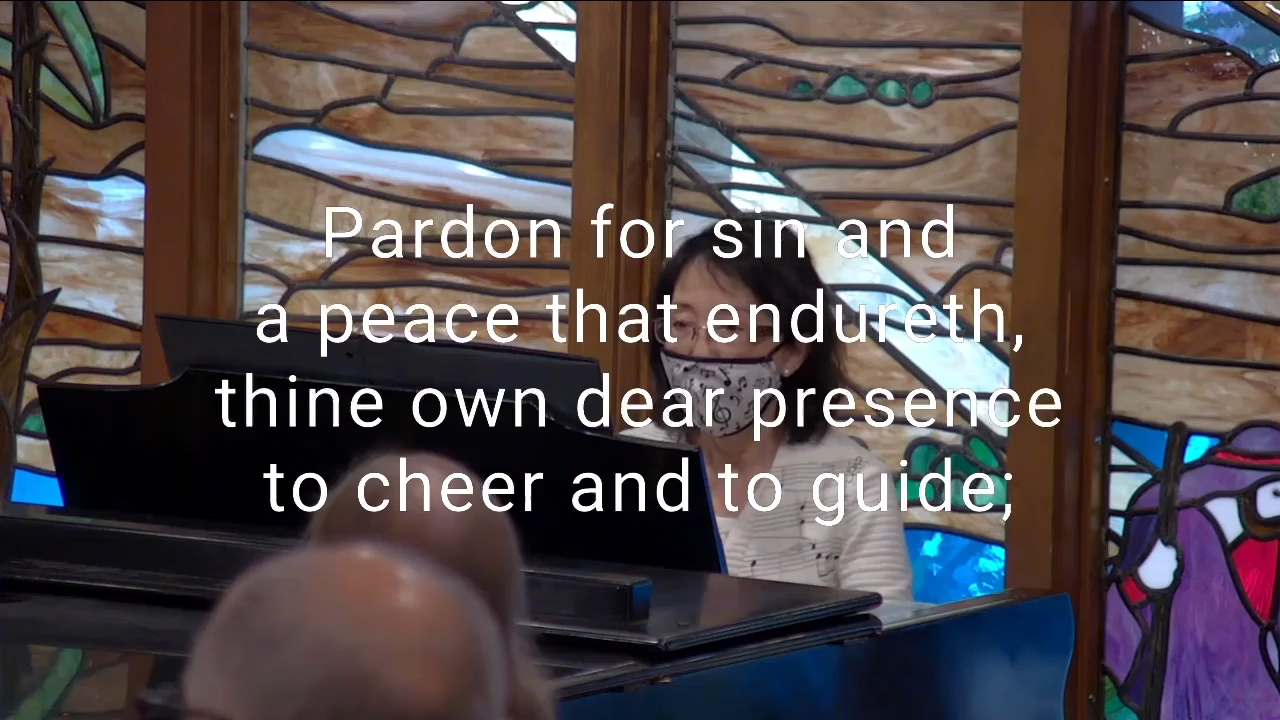 Pardon for sin and
a peace that endureth,
thine own dear presence
to cheer and to guide;